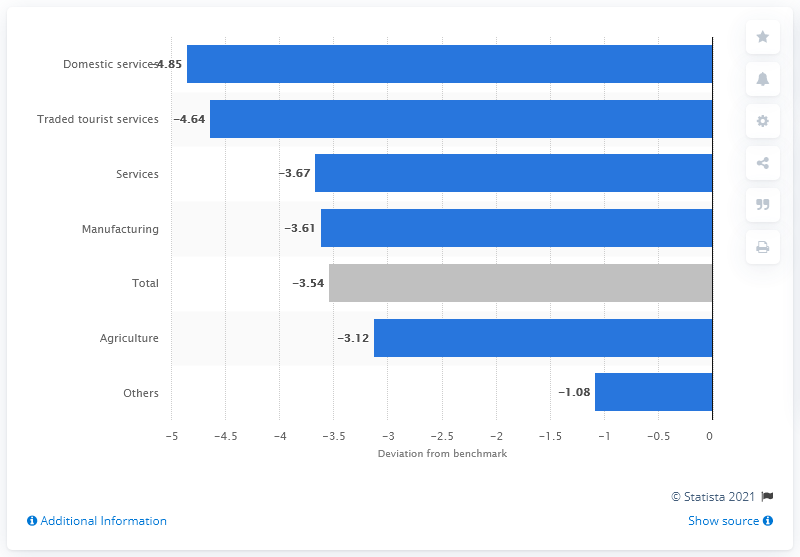 Domestic services −4.85
Traded tourist services −4.64
Services −3.67
Manufacturing −3.61
Total −3.54
Agriculture −3.12
Others −1.08
−5 −4.5 −4 −3.5 −3 −2.5 −2 −1.5 −1 −0.5 0
Deviation from benchmark
© Statista 2021
Additional Information Show source